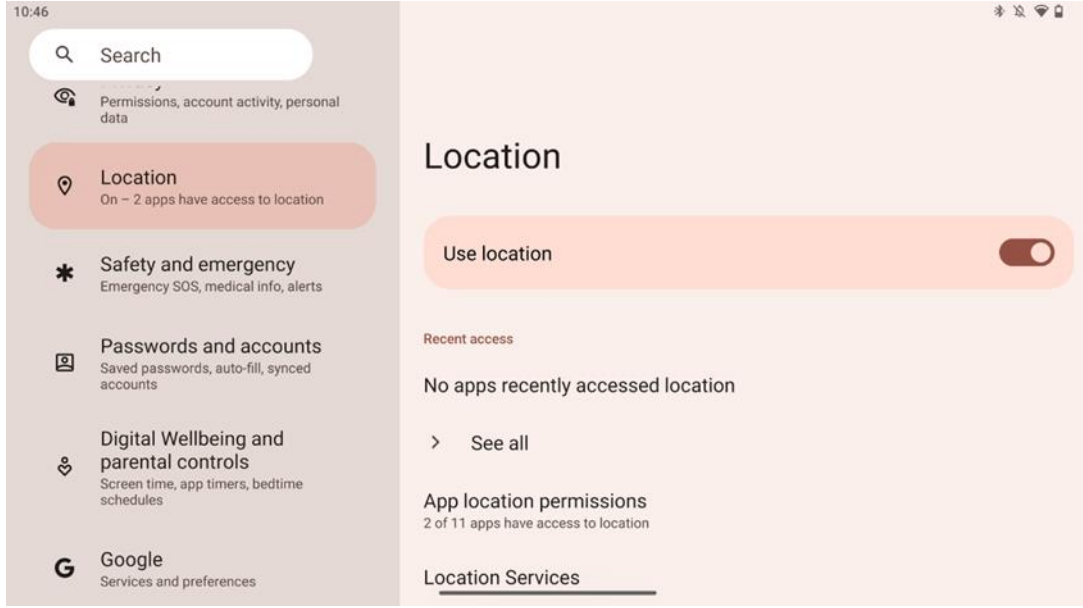 10:46
Search
Permissions, account activity, personal
data
Location
On – 2 apps have access to location
Safety and emergency
Emergency SOS, medical info, alerts
Passwords and accounts
Saved passwords, auto-fill, synced
accounts
Digital Wellbeing and
parental controls
Screen time, app timers, bedtime
schedules
Google
Services and preferences
Location
Use location
Recent access
No apps recently accessed location
See all
App location permissions
2 of 11 apps have access to location
Location Services